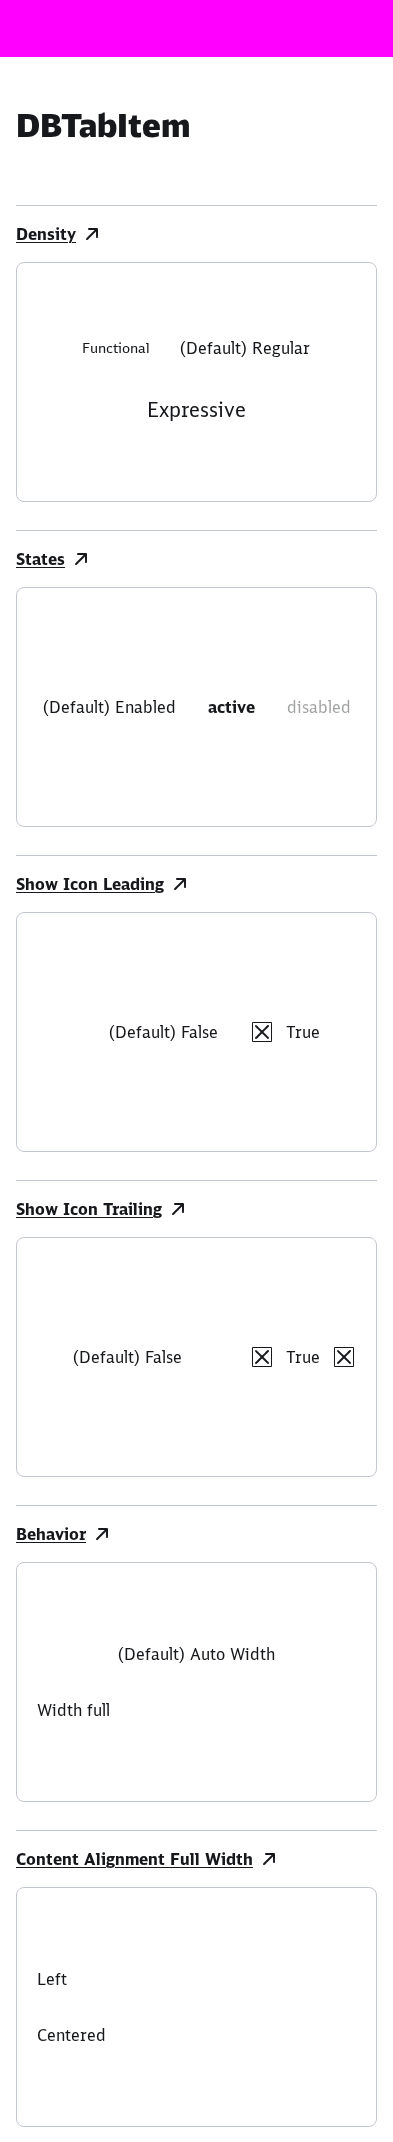 DBTabItem
Density
Functional (Default) Regular
Expressive
States
(Default) Enabled active disabled
Show Icon Leading
(Default) False True
Show Icon Trailing
(Default) False True
Behavior
(Default) Auto Width
Width full
Content Alignment Full Width
Left
Centered